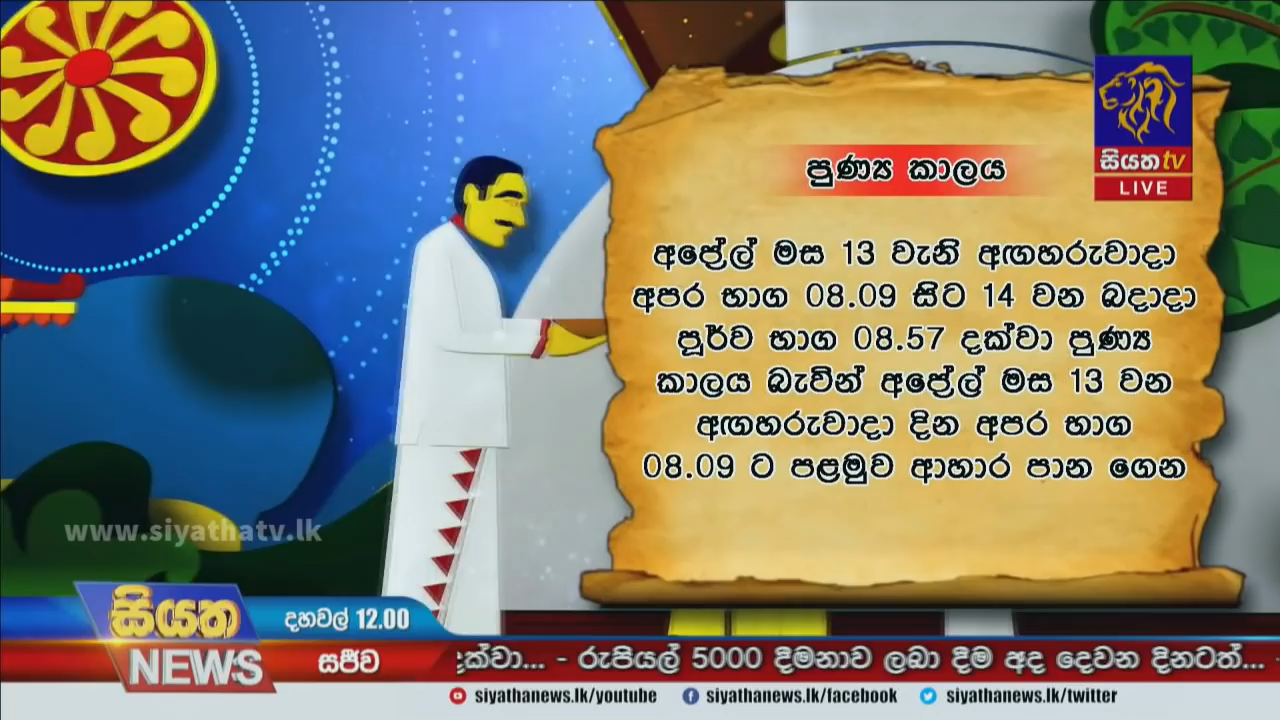 පුණ්‍ය කාලය
සියත tv
LIVE
අප්‍රේල් මස 13 වැනි අඟහරුවාදා
අපර භාග 08.09 සිට 14 වන බදාදා
පූර්ව භාග 08.57 දක්වා පුණ්‍ය
කාලය බැවින් අප්‍රේල් මස 13 වන
අඟහරුවාදා දින අපර භාග
08.09 ට පළමුව ආහාර පාන ගෙන
www.siyathatv.lk
සියත
NEWS
දහවල් 12.00
සජීව
දක්වා... - රුපියල් 5000 දීමනාව ලබා දීම අද දෙවන දිනටත්... -
siyathanews.lk/youtube siyathanews.lk/facebook siyathanews.lk/twitter